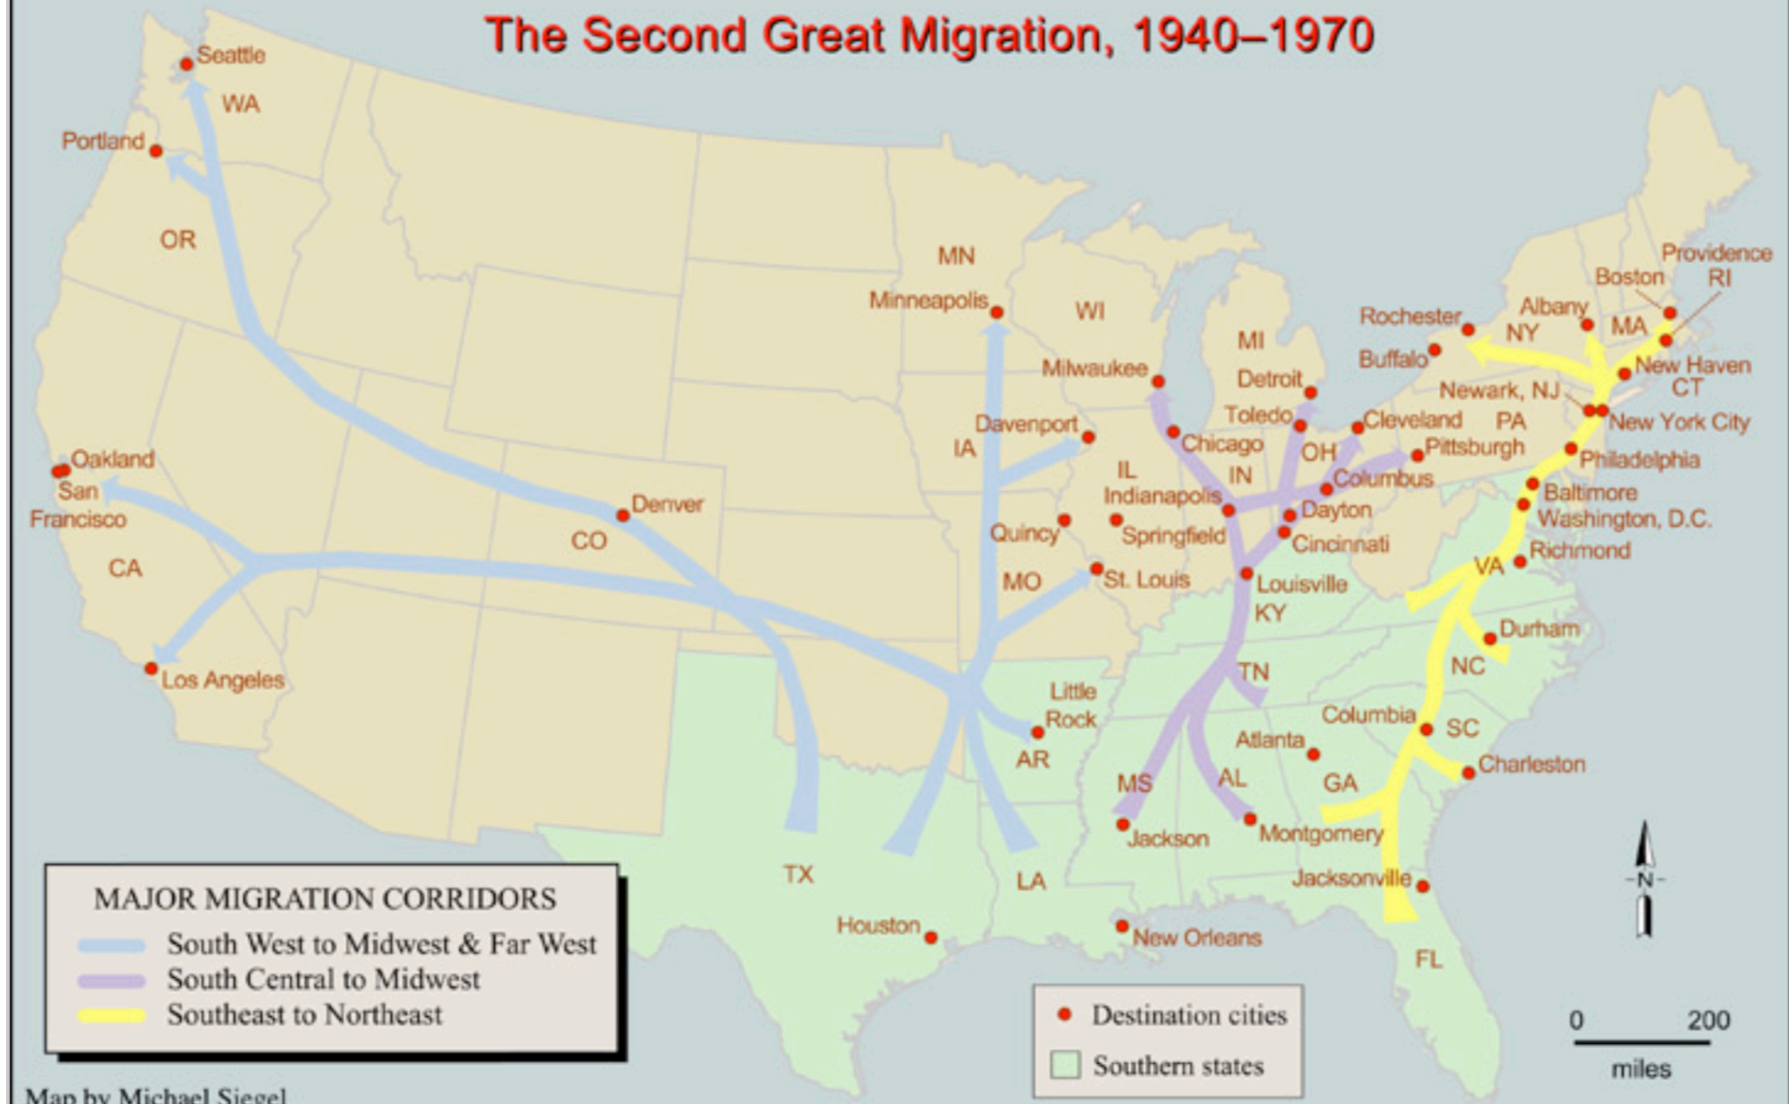 The Second Great Migration, 1940–1970
Seattle
WA
Portland
OR
MN
Minneapolis
WI
Milwaukee
MI
Detroit
Toledo
Rochester
Buffalo
NY
Albany
Boston
Providence
RI
MA
New Haven
CT
Newark, NJ
New York City
PA
Cleveland
Pittsburgh
Philadelphia
OH
Columbus
Chicago
Davenport
IA
IL
IN
Indianapolis
Baltimore
Washington, D.C.
Dayton
Cincinnati
Springfield
Quincy
Oakland
San
Francisco
CA
Denver
CO
MO
St. Louis
Louisville
KY
VA
Richmond
Durham
NC
TN
Los Angeles
Little
Rock
AR
Columbia
SC
Atlanta
Charleston
MS
AL
GA
Jackson
Montgomery
TX
LA
Jacksonville
Houston
New Orleans
FL
N
MAJOR MIGRATION CORRIDORS
South West to Midwest & Far West
South Central to Midwest
Southeast to Northeast
Destination cities
Southern states
0 200
miles
Map by Michael Siegel